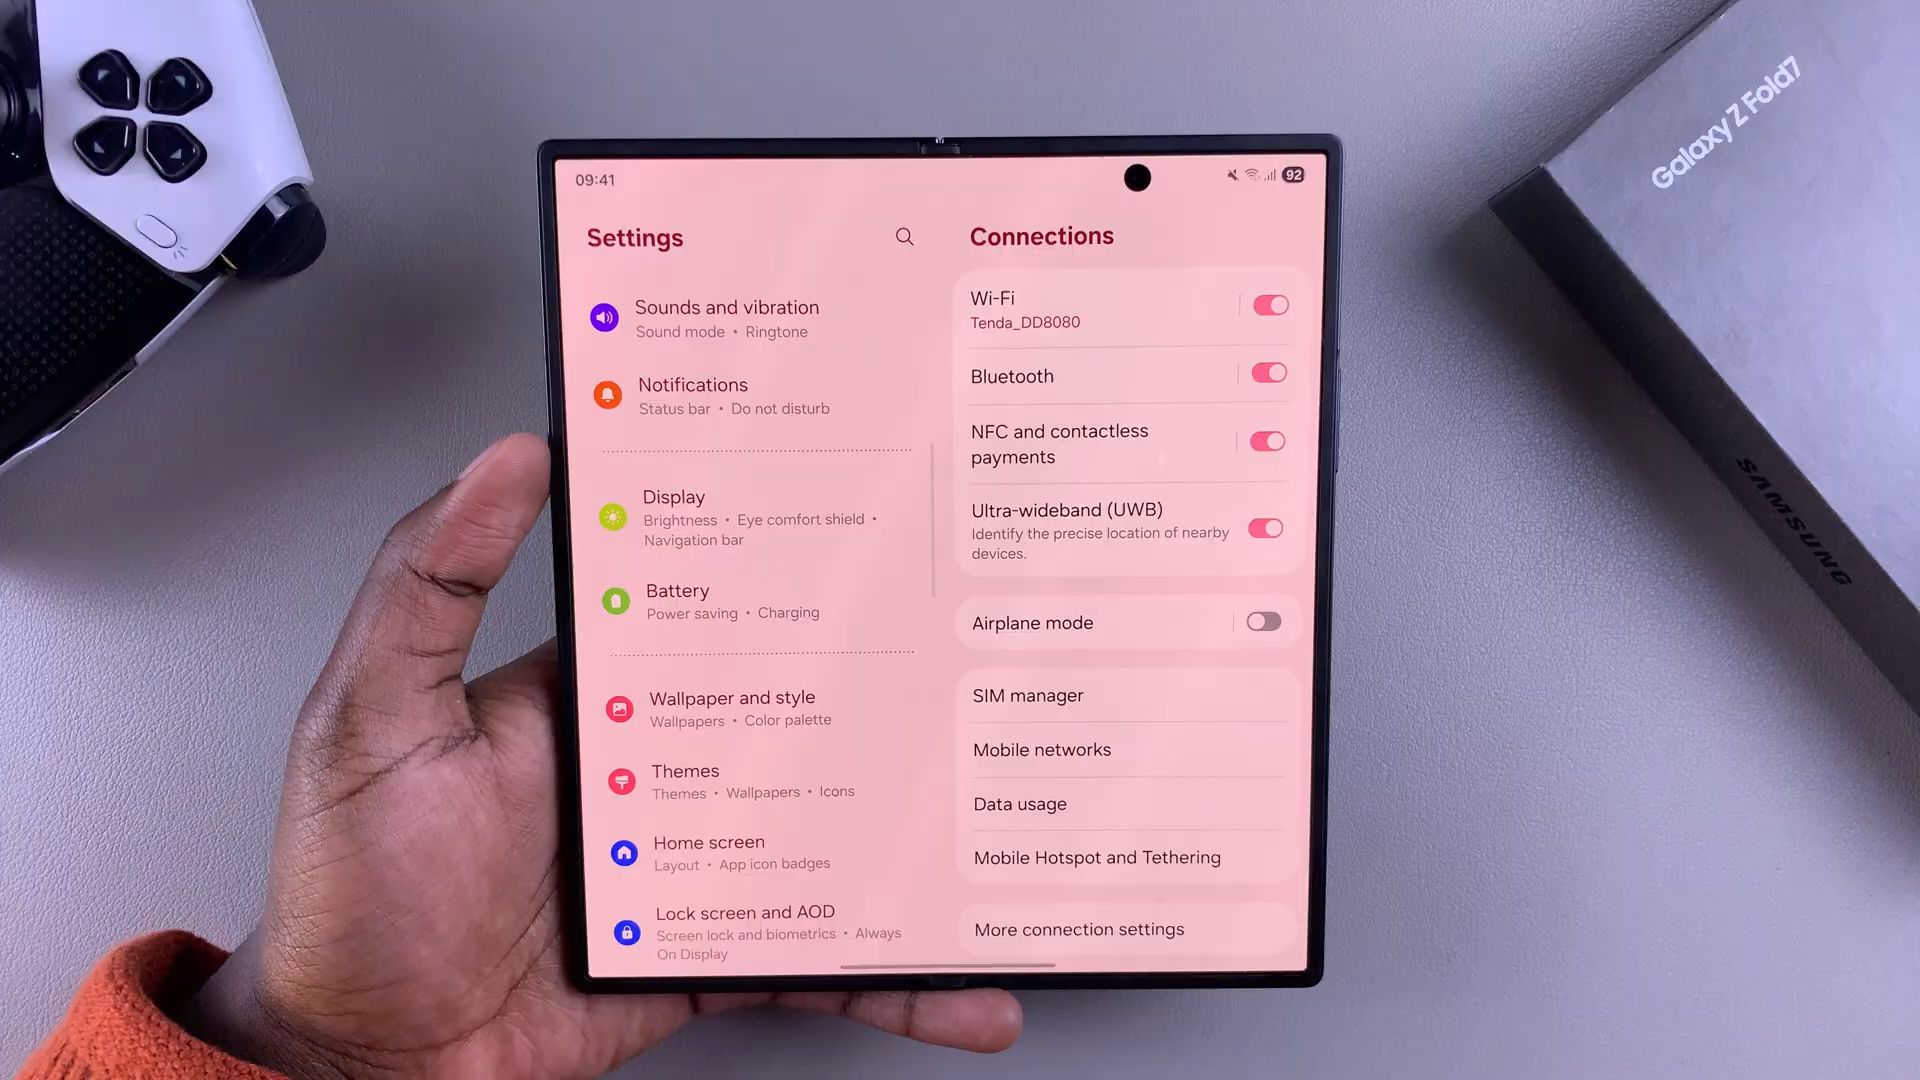 09:41
92
Settings
Sounds and vibration
Sound mode • Ringtone
Notifications
Status bar • Do not disturb
Display
Brightness • Eye comfort shield •
Navigation bar
Battery
Power saving • Charging
Wallpaper and style
Wallpapers • Color palette
Themes
Themes • Wallpapers • Icons
Home screen
Layout • App icon badges
Lock screen and AOD
Screen lock and biometrics • Always
On Display
Connections
Wi-Fi
Tenda_DD8080
Bluetooth
NFC and contactless
payments
Ultra-wideband (UWB)
Identify the precise location of nearby
devices.
Airplane mode
SIM manager
Mobile networks
Data usage
Mobile Hotspot and Tethering
More connection settings
Galaxy Z Fold7
SAMSUNG